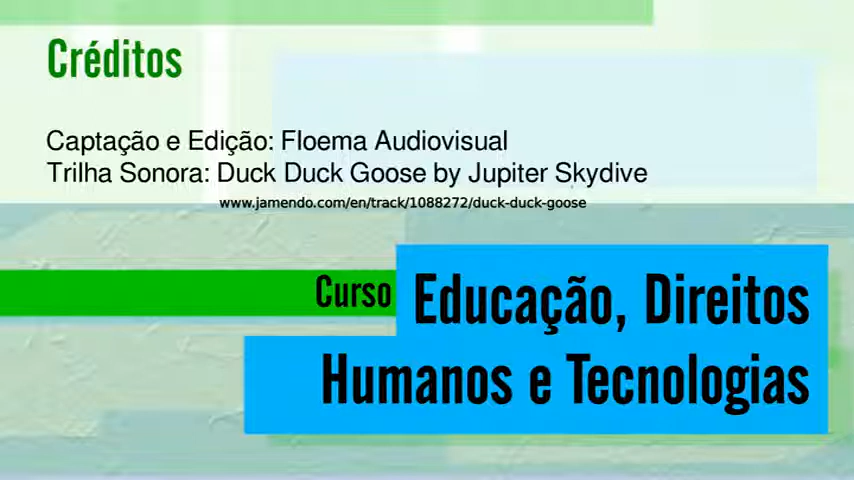 Créditos
Captação e Edição: Floema Audiovisual
Trilha Sonora: Duck Duck Goose by Jupiter Skydive
www.jamendo.com/en/track/1088272/duck-duck-goose
Curso Educação, Direitos
Humanos e Tecnologias